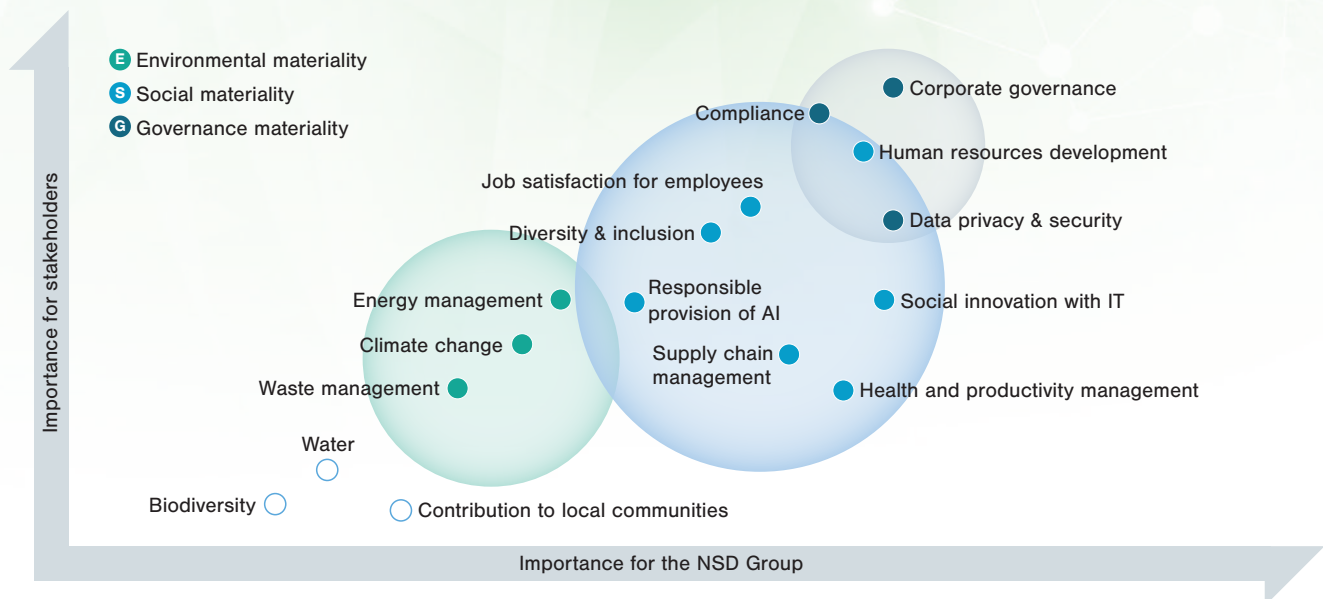 E Environmental materiality
S Social materiality
G Governance materiality
Importance for stakeholders
Corporate governance
Compliance
Human resources development
Job satisfaction for employees
Data privacy & security
Diversity & inclusion
Energy management
Responsible
provision of AI
Social innovation with IT
Climate change
Supply chain
management
Waste management
Health and productivity management
Water
Biodiversity
Contribution to local communities
Importance for the NSD Group